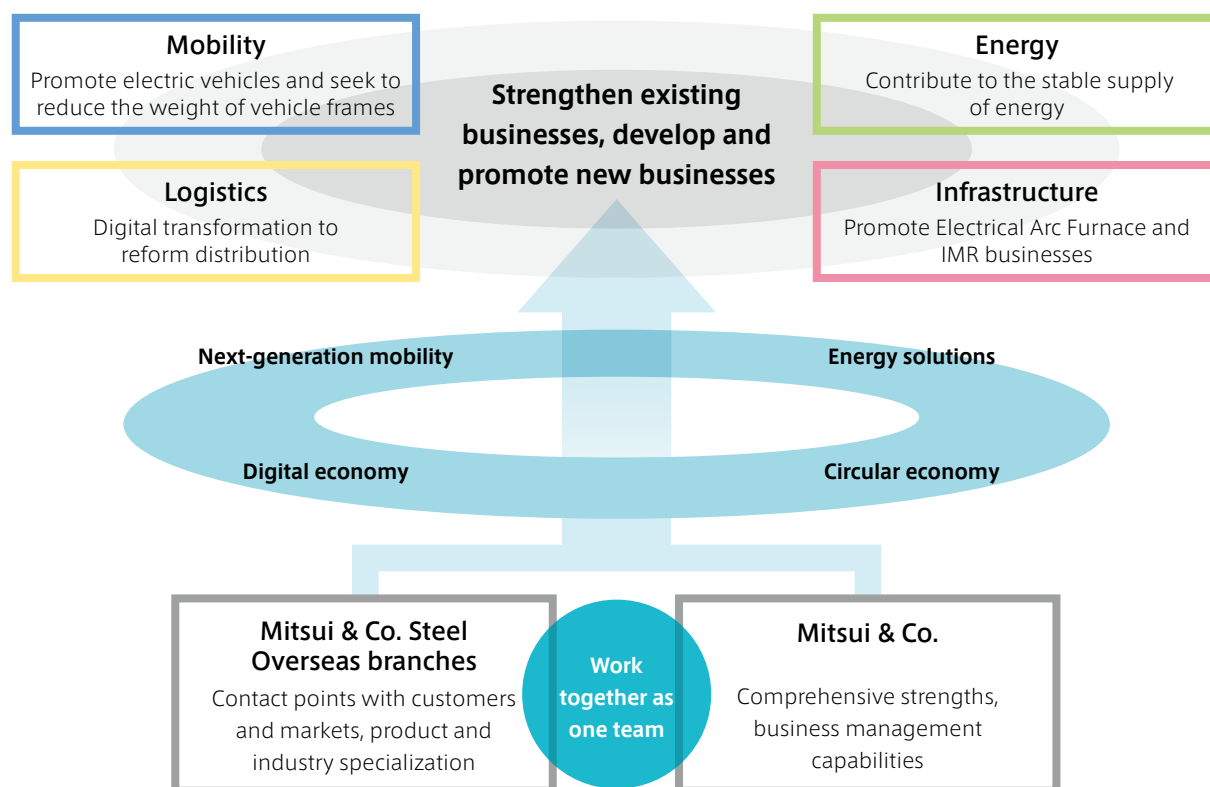 Mobility
Promote electric vehicles and seek to
reduce the weight of vehicle frames
Energy
Contribute to the stable supply
of energy
Strengthen existing
businesses, develop and
promote new businesses
Logistics
Digital transformation to
reform distribution
Infrastructure
Promote Electrical Arc Furnace and
IMR businesses
Next-generation mobility
Energy solutions
Digital economy
Circular economy
Mitsui & Co. Steel
Overseas branches
Contact points with customers
and markets, product and
industry specialization
Work
together as
one team
Mitsui & Co.
Comprehensive strengths,
business management
capabilities